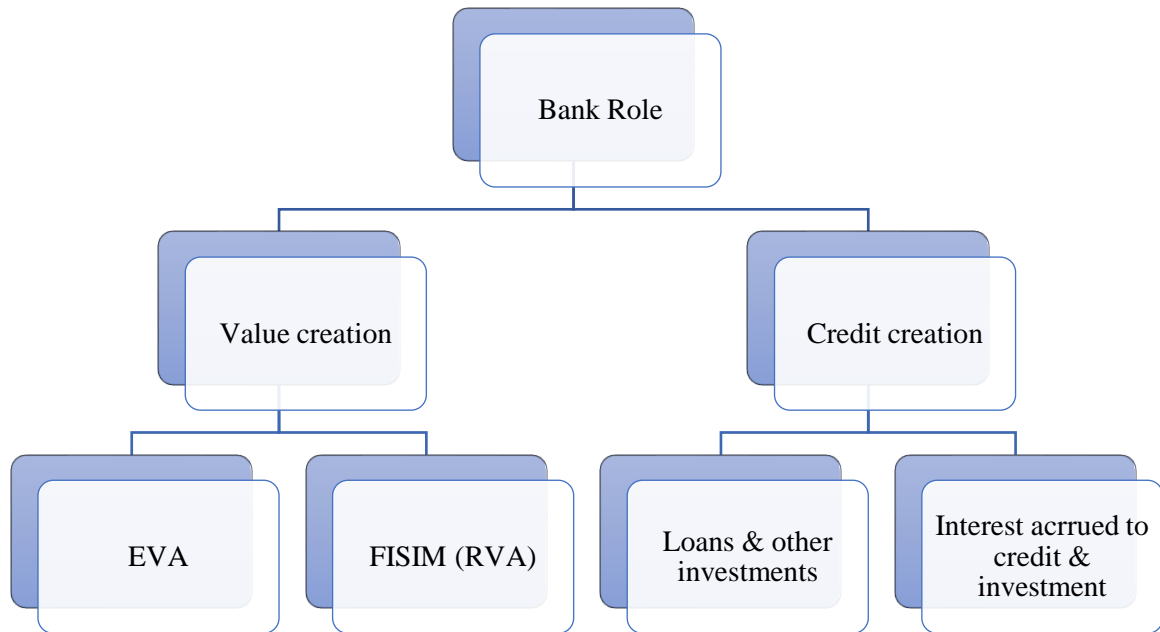 Bank Role
Value creation
Credit creation
EVA
FISIM (RVA)
Loans & other
investments
Interest acrrued to
credit &
investment